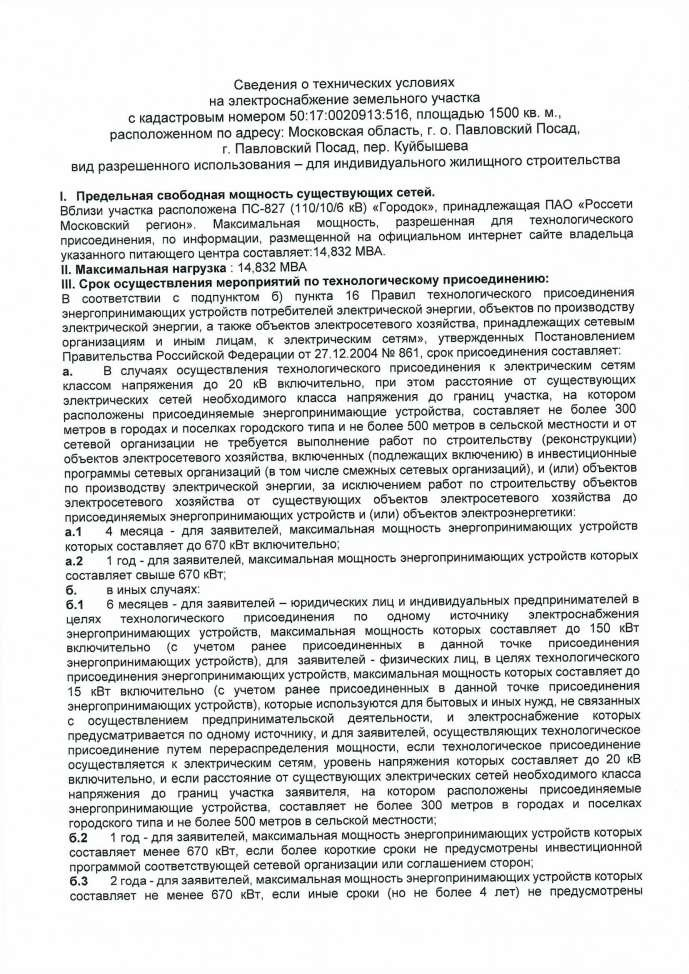 Сведения о технических условиях
на электроснабжение земельного участка
с кадастровым номером 50:17:0020913:516, площадью 1500 кв. м.,
расположенном по адресу: Московская область, г. о. Павловский Посад,
г. Павловский Посад, пер. Куйбышева
вид разрешенного использования – для индивидуального жилищного строительства
I. Предельная свободная мощность существующих сетей.
Вблизи участка расположена ПС-827 (110/10/6 кВ) «Городок», принадлежащая ПАО «Россети
Московский регион». Максимальная мощность, разрешенная для технологического
присоединения, по информации, размещенной на официальном интернет сайте владельца
указанного питающего центра составляет:14,832 МВА.
II. Максимальная нагрузка : 14,832 МВА
III. Срок осуществления мероприятий по технологическому присоединению:
В соответствии с подпунктом б) пункта 16 Правил технологического присоединения
энергопринимающих устройств потребителей электрической энергии, объектов по производству
электрической энергии, а также объектов электросетевого хозяйства, принадлежащих сетевым
организациям и иным лицам, к электрическим сетям», утвержденных Постановлением
Правительства Российской Федерации от 27.12.2004 № 861, срок присоединения составляет:
а. В случаях осуществления технологического присоединения к электрическим сетям
классом напряжения до 20 кВ включительно, при этом расстояние от существующих
электрических сетей необходимого класса напряжения до границ участка, на котором
расположены присоединяемые энергопринимающие устройства, составляет не более 300
метров в городах и поселках городского типа и не более 500 метров в сельской местности и от
сетевой организации не требуется выполнение работ по строительству (реконструкции)
объектов электросетевого хозяйства, включенных (подлежащих включению) в инвестиционные
программы сетевых организаций (в том числе смежных сетевых организаций), и (или) объектов
по производству электрической энергии, за исключением работ по строительству объектов
электросетевого хозяйства от существующих объектов электросетевого хозяйства до
присоединяемых энергопринимающих устройств и (или) объектов электроэнергетики:
а.1 4 месяца - для заявителей, максимальная мощность энергопринимающих устройств
которых составляет до 670 кВт включительно;
а.2 1 год - для заявителей, максимальная мощность энергопринимающих устройств которых
составляет свыше 670 кВт;
б. в иных случаях:
б.1 6 месяцев - для заявителей – юридических лиц и индивидуальных предпринимателей в
целях технологического присоединения по одному источнику электроснабжения
энергопринимающих устройств, максимальная мощность которых составляет до 150 кВт
включительно (с учетом ранее присоединенных в данной точке присоединения
энергопринимающих устройств), для заявителей - физических лиц, в целях технологического
присоединения энергопринимающих устройств, максимальная мощность которых составляет до
15 кВт включительно (с учетом ранее присоединенных в данной точке присоединения
энергопринимающих устройств), которые используются для бытовых и иных нужд, не связанных
с осуществлением предпринимательской деятельности, и электроснабжение которых
предусматривается по одному источнику, и для заявителей, осуществляющих технологическое
присоединение путем перераспределения мощности, если технологическое присоединение
осуществляется к электрическим сетям, уровень напряжения которых составляет до 20 кВ
включительно, и если расстояние от существующих электрических сетей необходимого класса
напряжения до границ участка заявителя, на котором расположены присоединяемые
энергопринимающие устройства, составляет не более 300 метров в городах и поселках
городского типа и не более 500 метров в сельской местности;
б.2 1 год - для заявителей, максимальная мощность энергопринимающих устройств которых
составляет менее 670 кВт, если более короткие сроки не предусмотрены инвестиционной
программой соответствующей сетевой организации или соглашением сторон;
б.3 2 года - для заявителей, максимальная мощность энергопринимающих устройств которых
составляет не менее 670 кВт, если иные сроки (но не более 4 лет) не предусмотрены